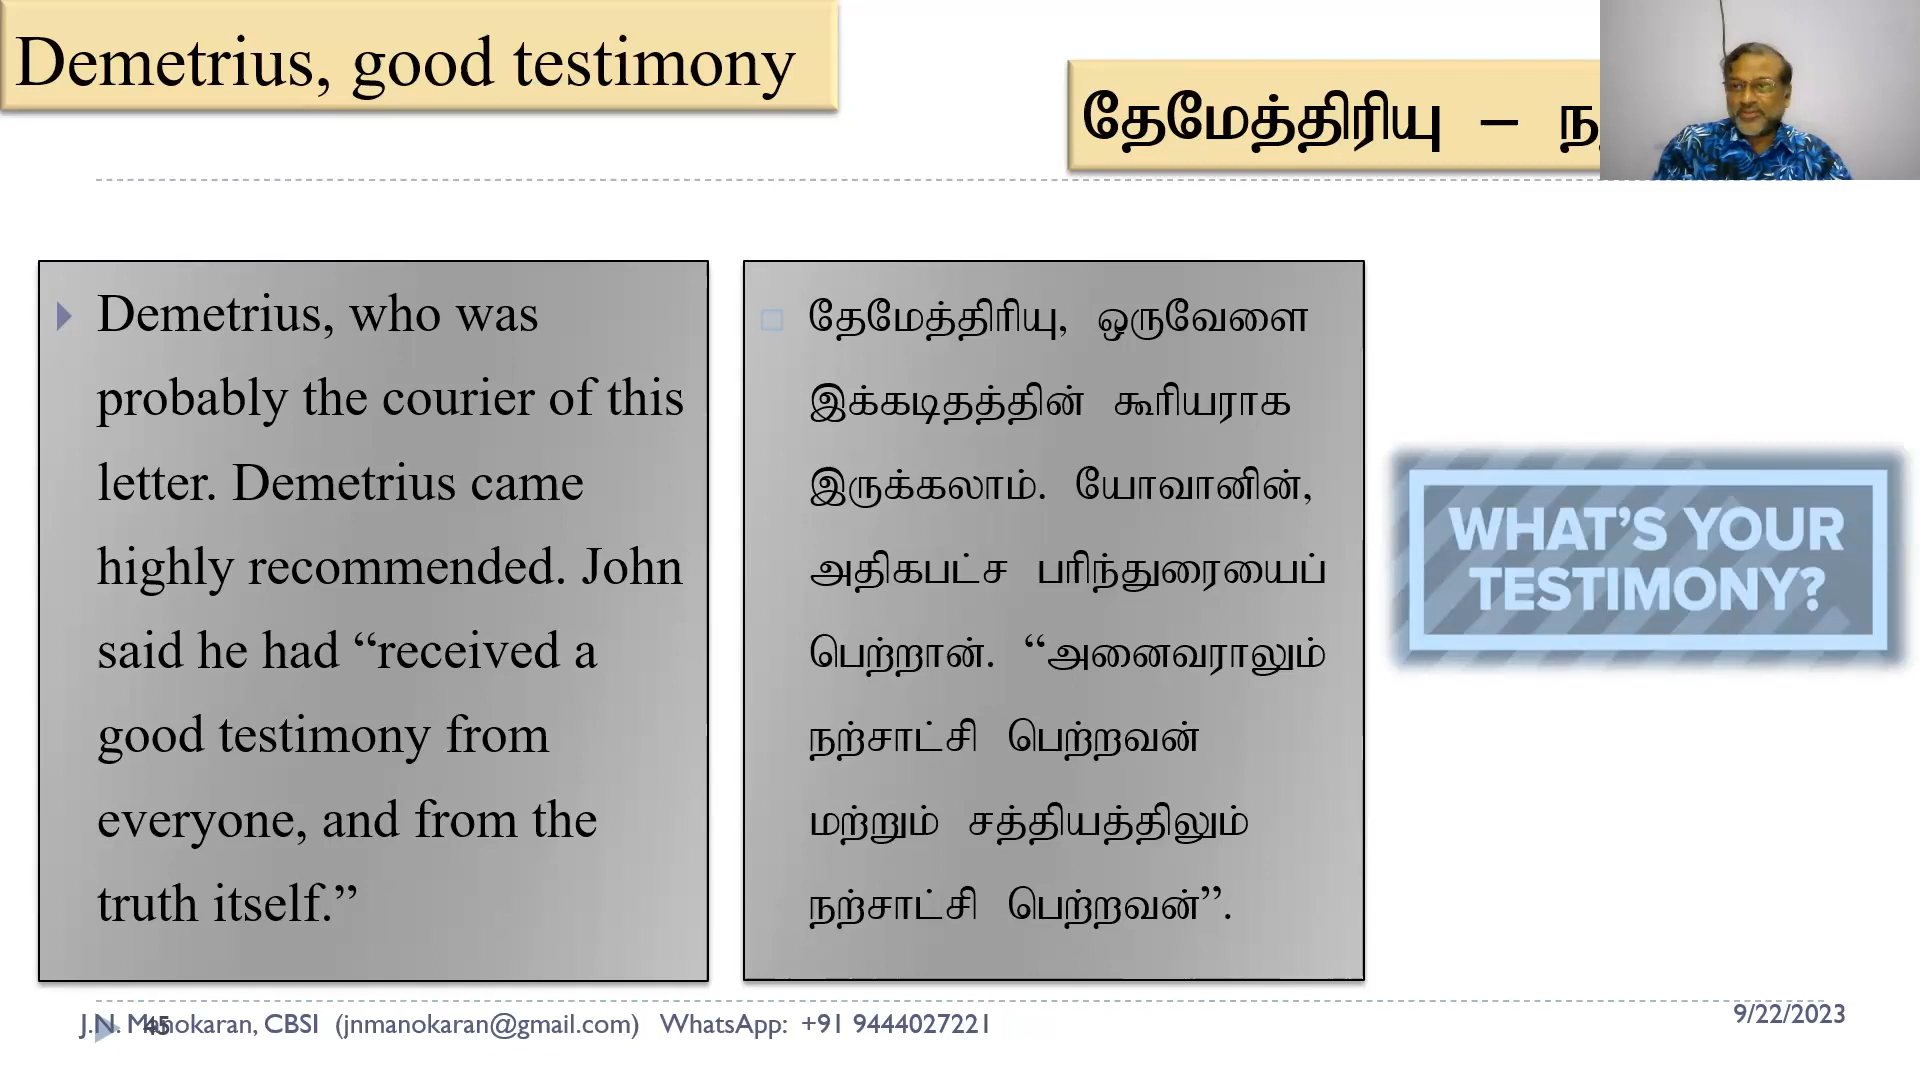 Demetrius, good testimony
தேமேத்திரியு –
Demetrius, who was
probably the courier of this
letter. Demetrius came
highly recommended. John
said he had “received a
good testimony from
everyone, and from the
truth itself.”
தேமேத்திரியு, ஒருவேளை
இக்கடிதத்தின் கூரியராக
இருக்கலாம். யோவானின்,
அதிகபட்ச பரிந்துரையைப்
பெற்றான். “அனைவராலும்
நற்சாட்சி பெற்றவன்
மற்றும் சத்தியத்திலும்
நற்சாட்சி பெற்றவன்”.
WHAT’S YOUR
TESTIMONY?
J.N. Manokaran, CBSI (jnmanokaran@gmail.com) WhatsApp: +91 9444027221
45
9/22/2023